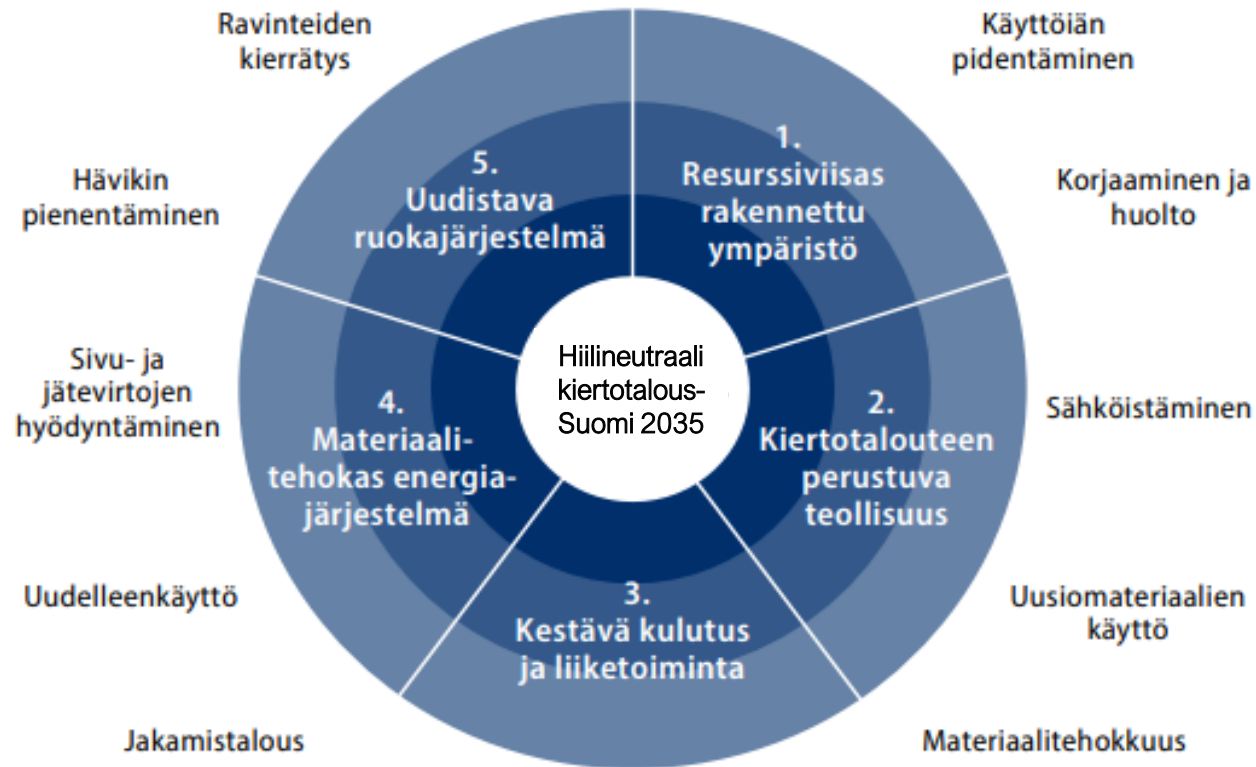 Ravinteiden
kierrätys
Käyttöiän
pidentäminen
Hävikin
pienentäminen
5.
Uudistava
ruokajärjestelmä
1.
Resurssiviisas
rakennettu
ympäristö
Korjaaminen ja
huolto
Sivu- ja
jätevirtojen
hyödyntäminen
4.
Materiaali-
tehokas energia-
järjestelmä
Hiilineutraali
kiertotalous-
Suomi 2035
2.
Kiertotalouteen
perustuva
teollisuus
Sähköistäminen
Uudelleenkäyttö
3.
Kestävä kulutus
ja liiketoiminta
Uusiomateriaalien
käyttö
Jakamistalous
Materiaalitehokkuus